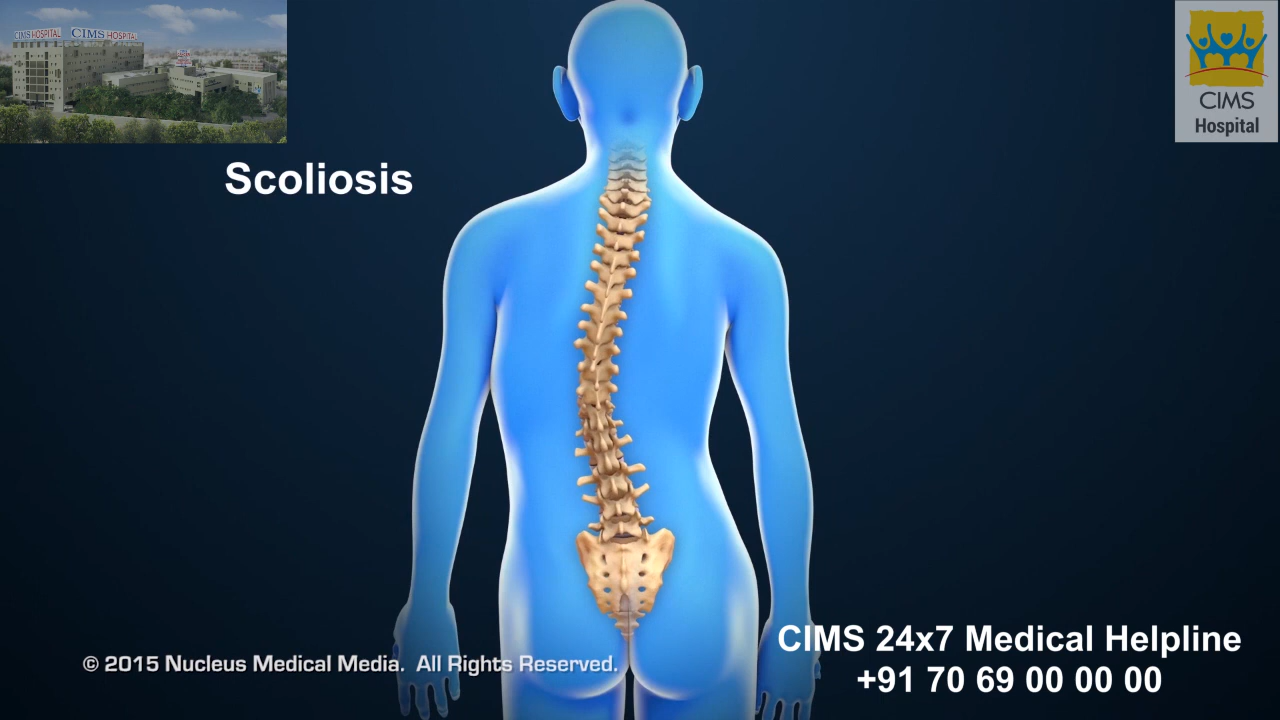 CIMS HOSPITAL CIMS HOSPITAL
CIMS
Hospital
Scoliosis
CIMS 24x7 Medical Helpline
© 2015 Nucleus Medical Media. All Rights Reserved.
+91 70 69 00 00 00